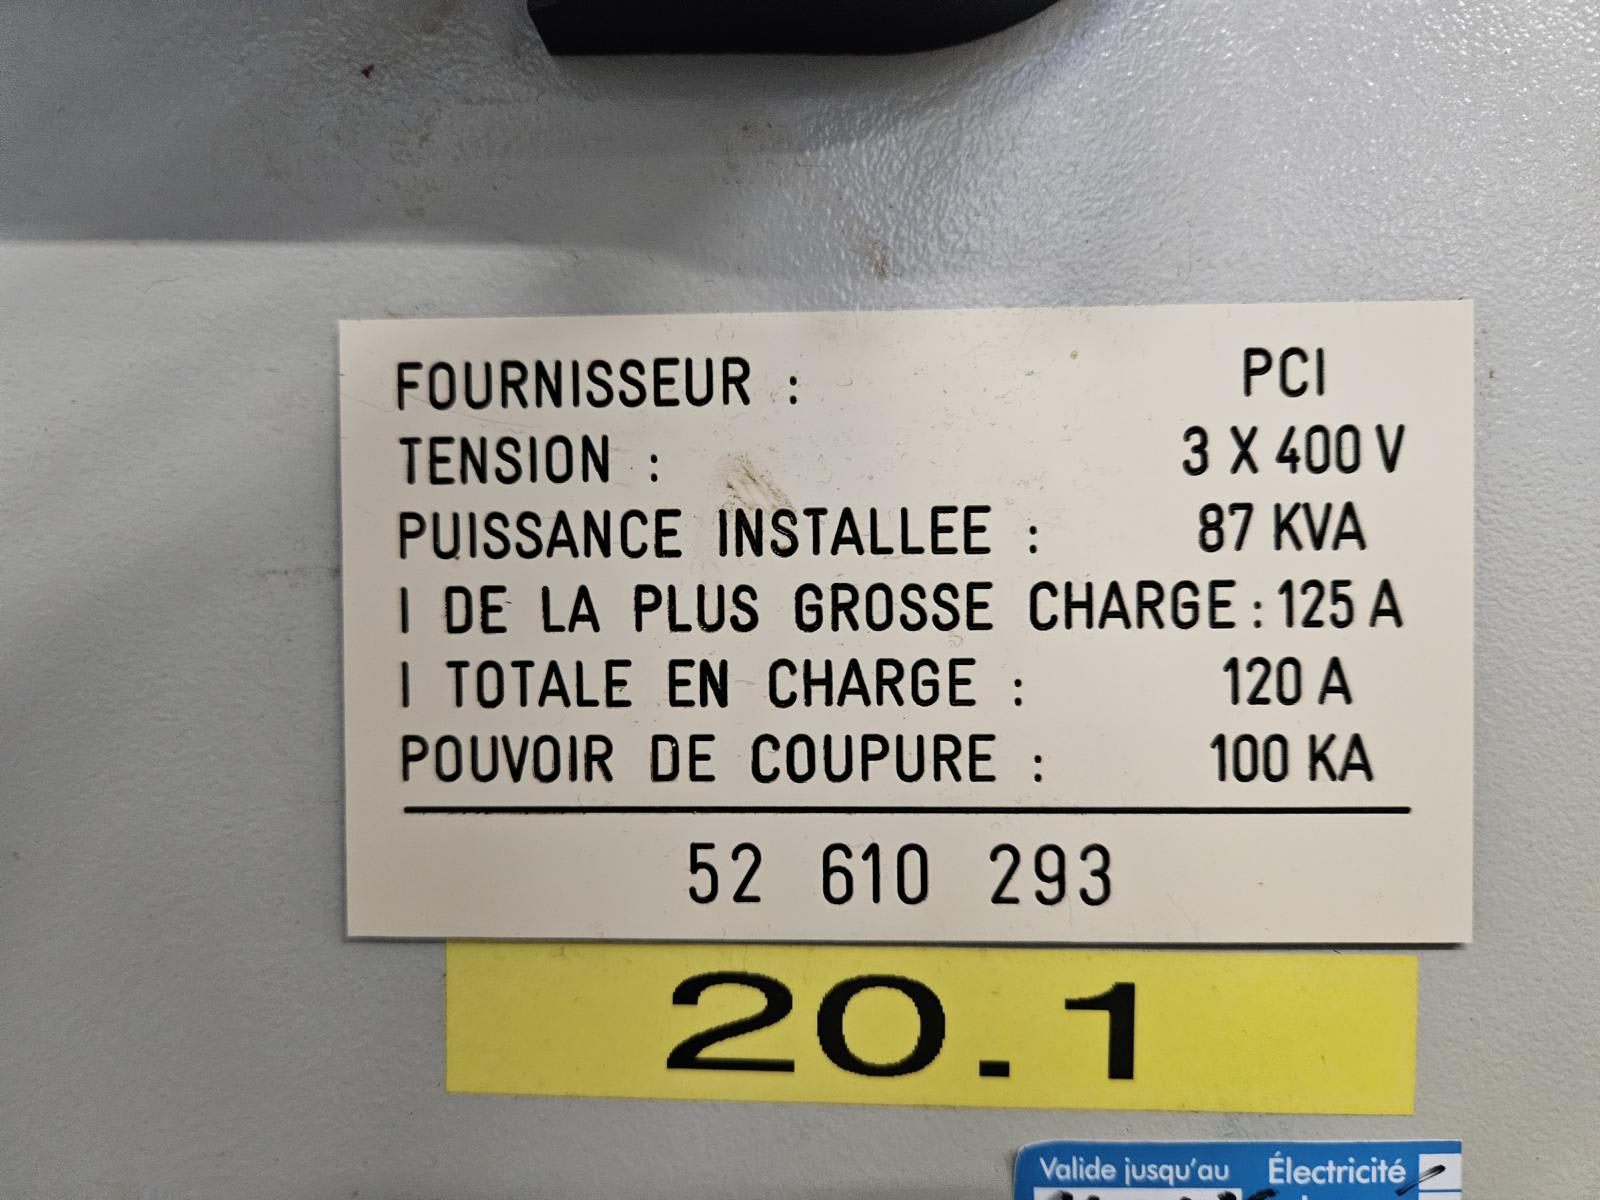 FOURNISSEUR : PCI
TENSION : 3 X 400 V
PUISSANCE INSTALLEE : 87 KVA
I DE LA PLUS GROSSE CHARGE : 125 A
I TOTALE EN CHARGE : 120 A
POUVOIR DE COUPURE : 100 KA
52 610 293
20.1
Valide jusqu'au Électricité